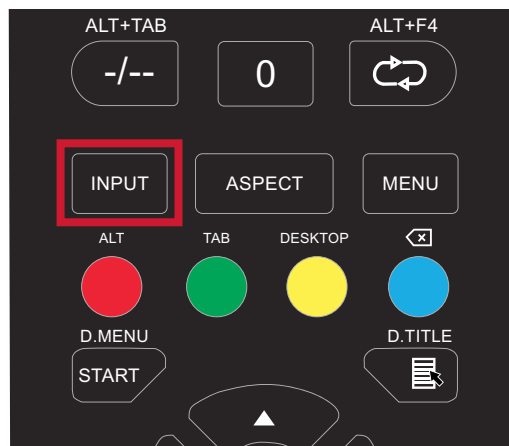 ALT+TAB ALT+F4
-/-- 0
INPUT ASPECT MENU
ALT TAB DESKTOP
D.MENU D.TITLE
START